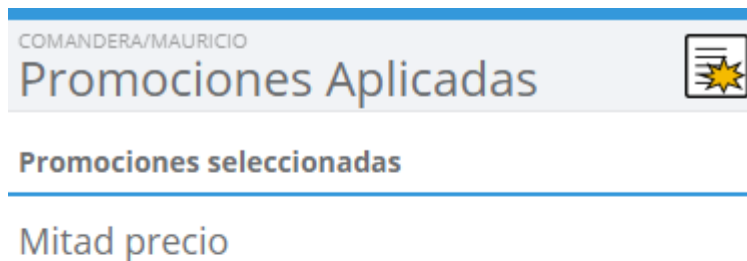 COMANDERA/MAURICIO
Promociones Aplicadas
Promociones seleccionadas
Mitad precio